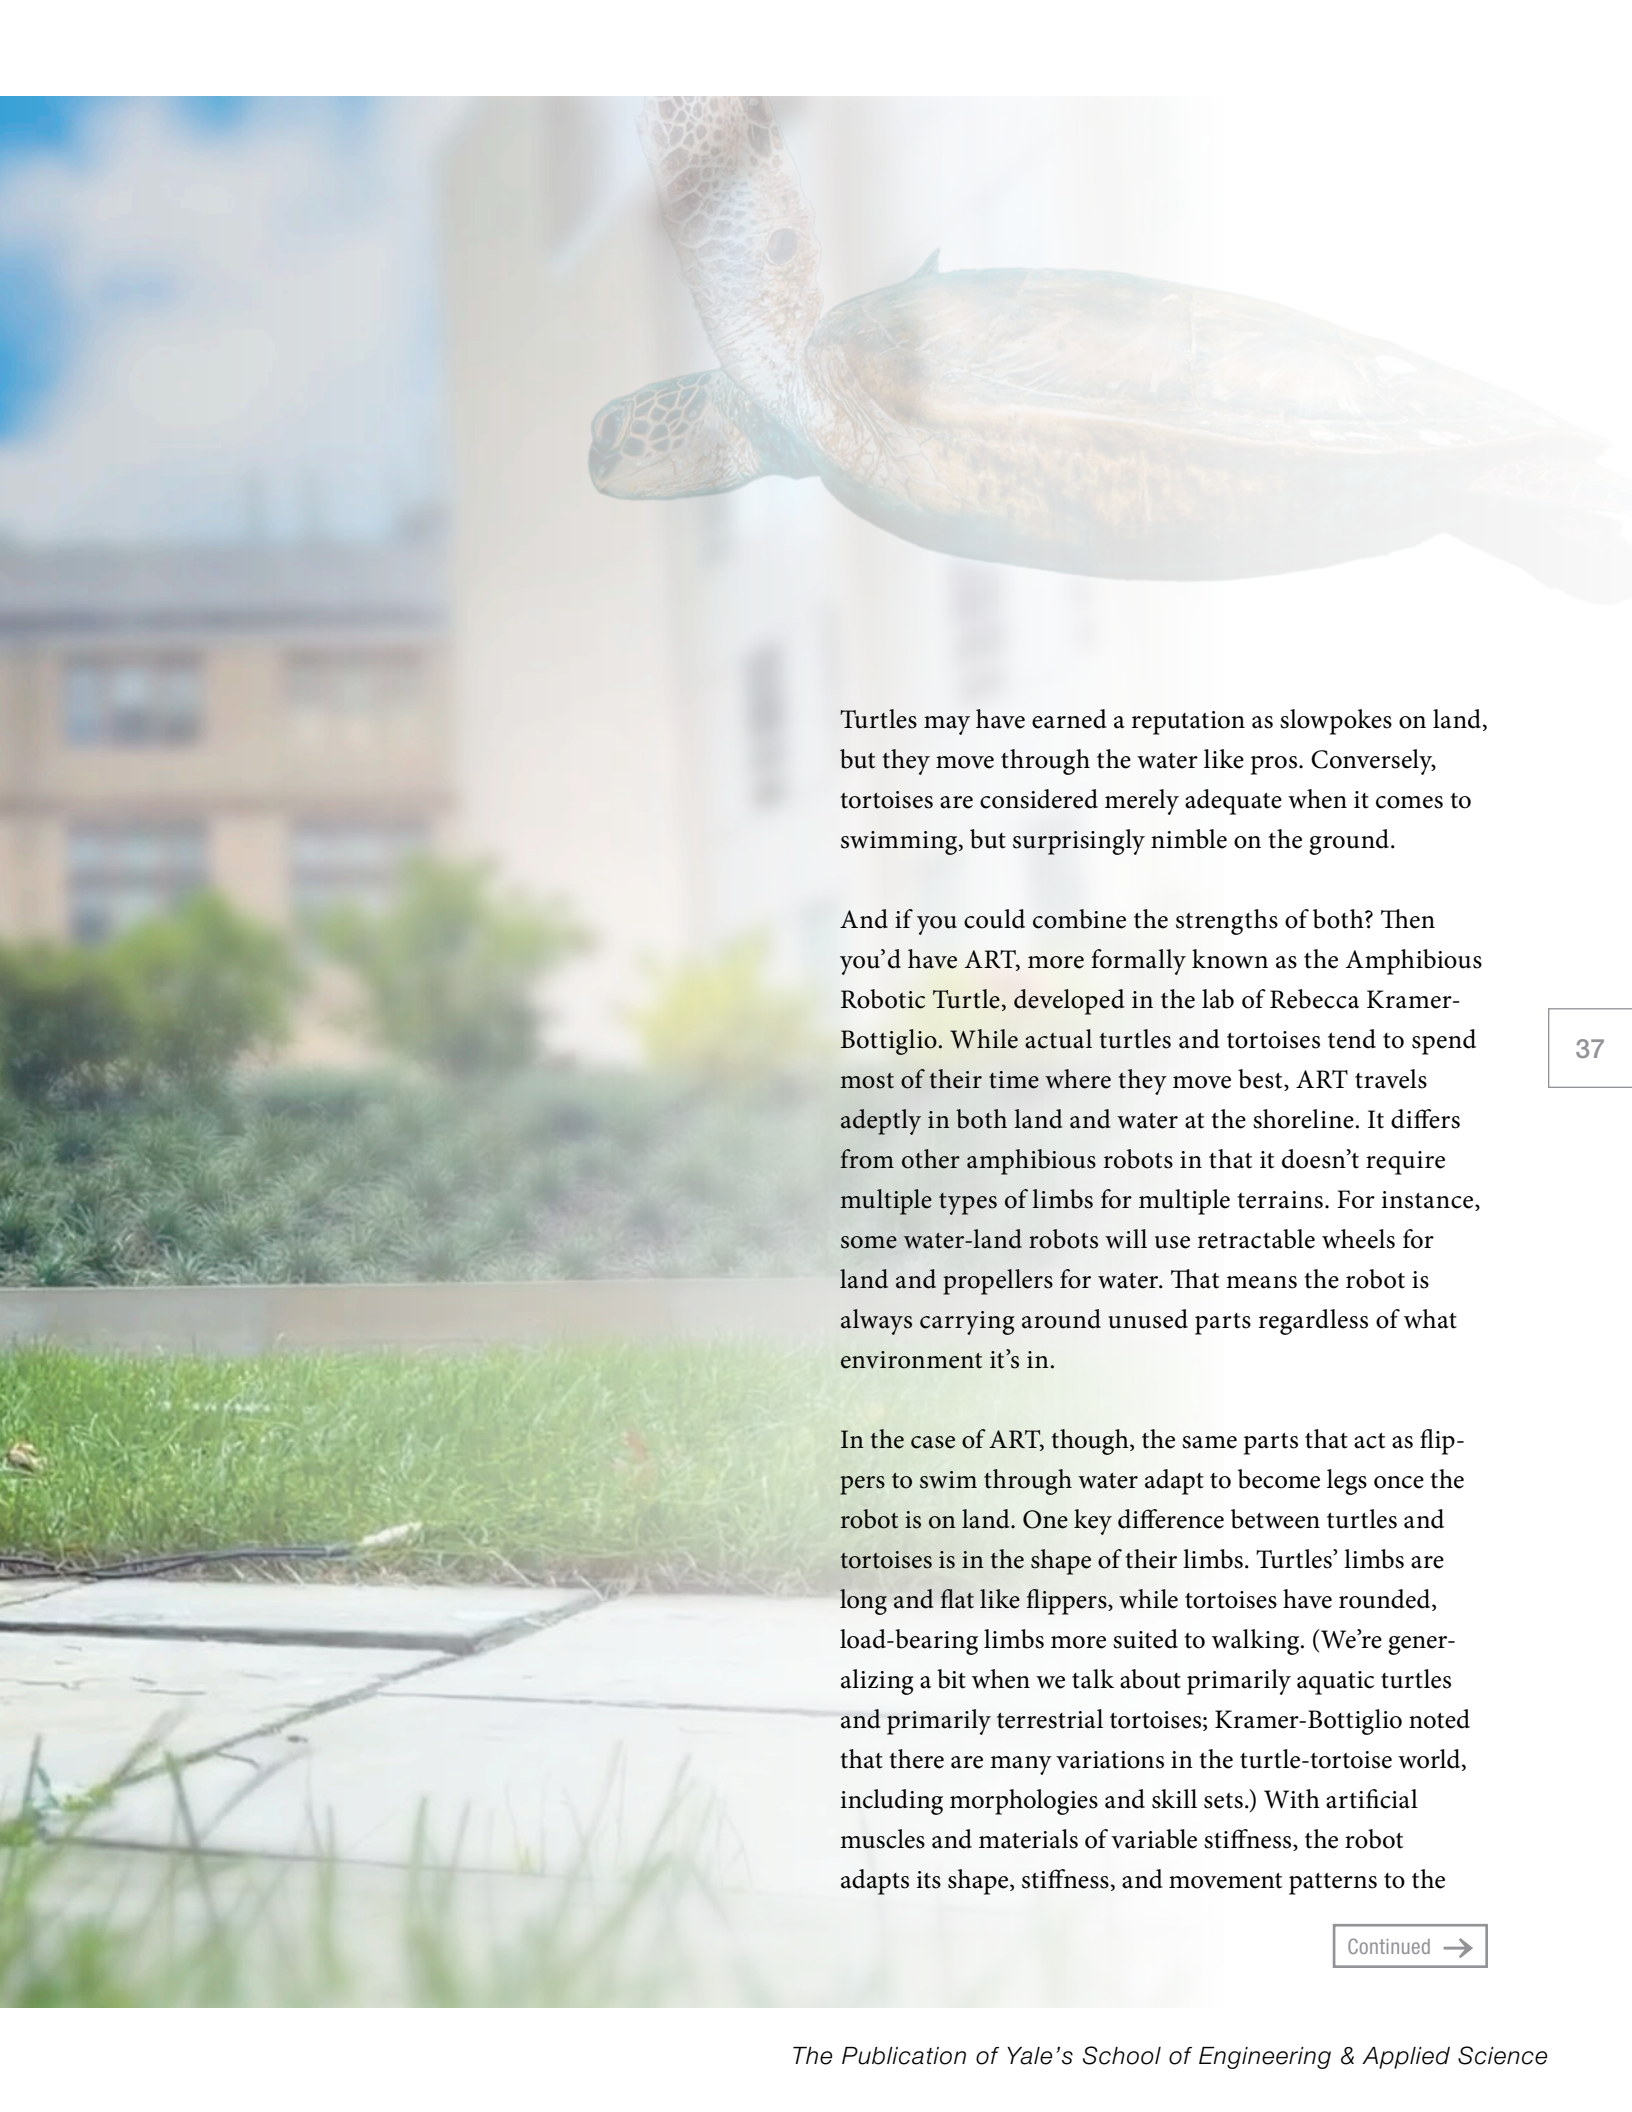 Turtles may have earned a reputation as slowpokes on land,
but they move through the water like pros. Conversely,
tortoises are considered merely adequate when it comes to
swimming, but surprisingly nimble on the ground.
And if you could combine the strengths of both? Then
you’d have ART, more formally known as the Amphibious
Robotic Turtle, developed in the lab of Rebecca Kramer-
Bottiglio. While actual turtles and tortoises tend to spend
most of their time where they move best, ART travels
adeptly in both land and water at the shoreline. It differs
from other amphibious robots in that it doesn’t require
multiple types of limbs for multiple terrains. For instance,
some water-land robots will use retractable wheels for
land and propellers for water. That means the robot is
always carrying around unused parts regardless of what
environment it’s in.
In the case of ART, though, the same parts that act as flip-
pers to swim through water adapt to become legs once the
robot is on land. One key difference between turtles and
tortoises is in the shape of their limbs. Turtles’ limbs are
long and flat like flippers, while tortoises have rounded,
load-bearing limbs more suited to walking. (We’re gener-
alizing a bit when we talk about primarily aquatic turtles
and primarily terrestrial tortoises; Kramer-Bottiglio noted
that there are many variations in the turtle-tortoise world,
including morphologies and skill sets.) With artificial
muscles and materials of variable stiffness, the robot
adapts its shape, stiffness, and movement patterns to the
37
Continued →
The Publication of Yale’s School of Engineering & Applied Science